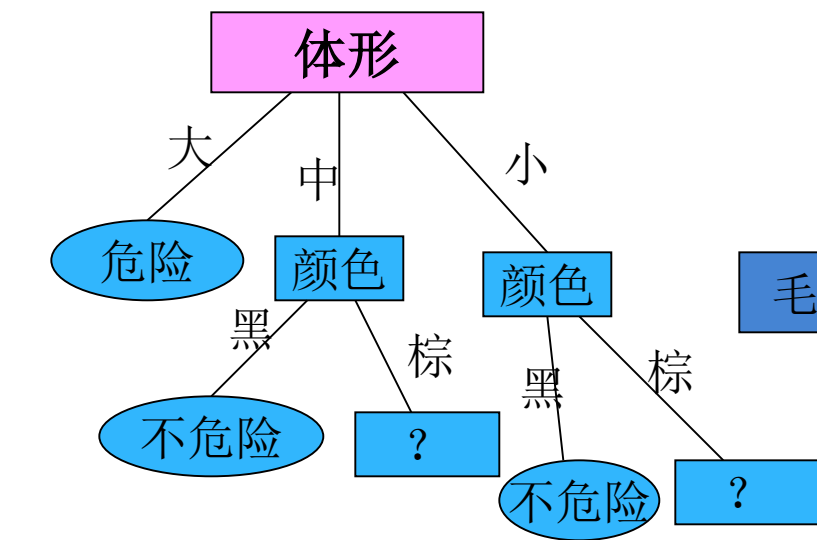 体形
大
中
小
危险
颜色
颜色
毛
黑
棕
黑
棕
不危险
？
不危险
？